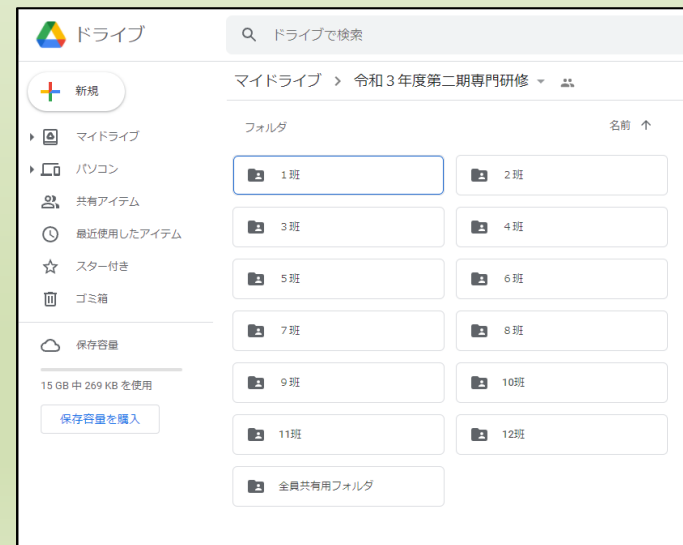 ドライブ
ドライブで検索
新規
マイドライブ
パソコン
共有アイテム
最近使用したアイテム
スター付き
ゴミ箱
保存容量
15 GB 中 269 KB を使用
保存容量を購入
マイドライブ > 令和３年度第二期専門研修
フォルダ 名前
１班 ２班
３班 ４班
５班 ６班
７班 ８班
９班 10班
11班 12班
全員共有用フォルダ